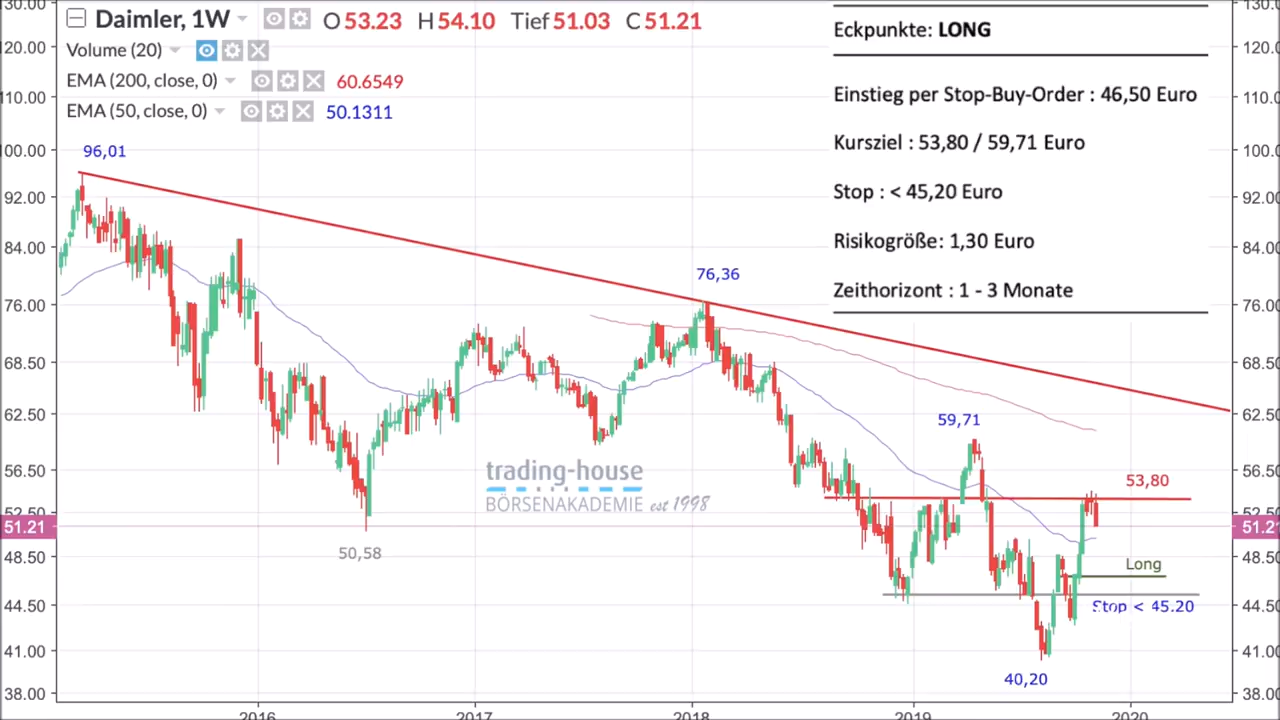 Daimler, 1W O 53.23 H 54.10 Tief 51.03 C 51.21
Volume (20)
EMA (200, close, 0) 60.6549
EMA (50, close, 0) 50.1311
Eckpunkte: LONG
Einstieg per Stop-Buy-Order : 46,50 Euro
Kursziel : 53,80 / 59,71 Euro
Stop : < 45,20 Euro
Risikogröße: 1,30 Euro
Zeithorizont : 1 - 3 Monate
96,01
76,36
59,71
53,80
50,58
Long
Stop < 45.20
40,20
trading-house
BÖRSENAKADEMIE est 1998
130.00
120.00
110.00
100.00
92.00
84.00
76.00
68.50
62.50
56.50
52.50
51.21
48.50
44.50
41.00
38.00
100.00
92.00
84.00
76.00
68.50
62.50
56.50
48.50
44.50
41.00
38.00
2016
2017
2018
2019
2020